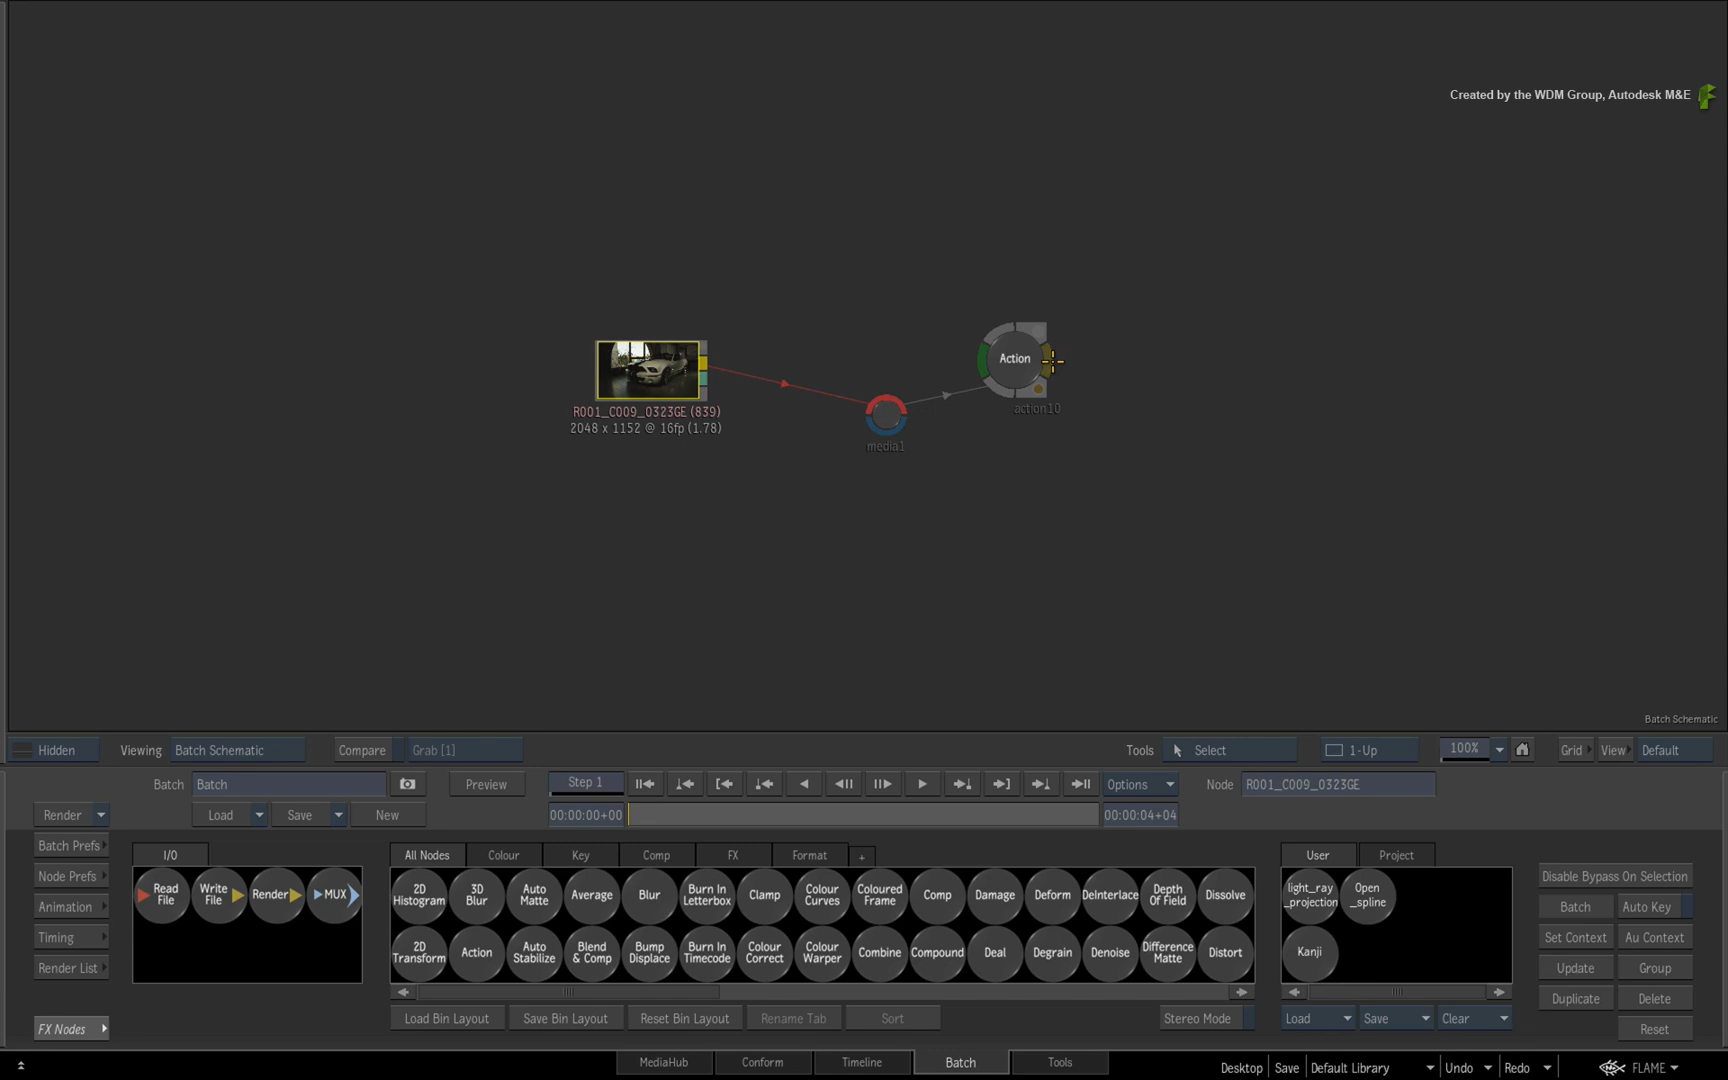 Created by the WDM Group, Autodesk M&E
Action
action10
R001_C009_0323GE (839)
2048 x 1152 @ 16fp (1.78)
media1
Batch Schematic
Hidden Viewing Batch Schematic Compare Grab [1] Tools Select 1-Up 100% Grid View Default
Batch Batch Preview Step 1 Options Node R001_C009_0323GE
Render Load Save New 00:00:00+00 00:00:04+04
Batch Prefs
Node Prefs
Animation
Timing
Render List
FX Nodes
I/O
Read File
Write File
Render
MUX
All Nodes Colour Key Comp FX Format +
2D Histogram
3D Blur
Auto Matte
Average
Blur
Burn In Letterbox
Clamp
Colour Curves
Coloured Frame
Comp
Damage
Deform
DeInterlace
Depth Of Field
Dissolve
2D Transform
Action
Auto Stabilize
Blend & Comp
Bump Displace
Burn In Timecode
Colour Correct
Colour Warper
Combine
Compound
Deal
Degrain
Denoise
Difference Matte
Distort
Load Bin Layout Save Bin Layout Reset Bin Layout Rename Tab Sort Stereo Mode
User Project
light_ray _projection
Open _spline
Kanji
Load Save Clear
Disable Bypass On Selection
Batch Auto Key
Set Context Au Context
Update Group
Duplicate Delete
Reset
MediaHub Conform Timeline Batch Tools
Desktop Save Default Library Undo Redo FLAME